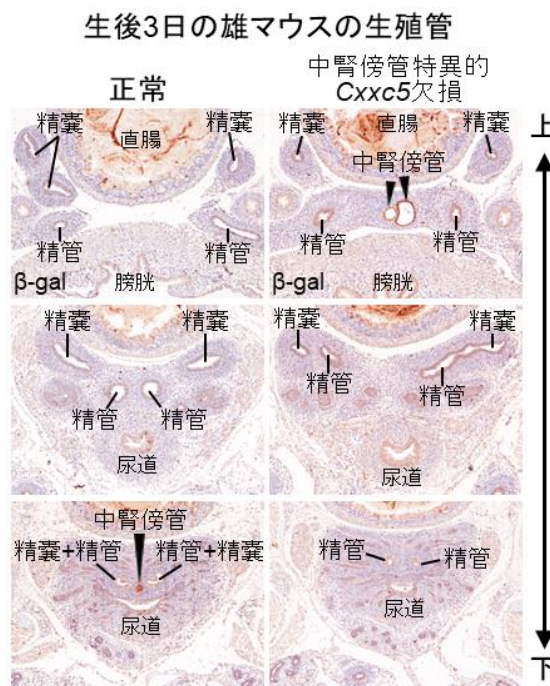 生後3日の雄マウスの生殖管
正常
中腎傍管特異的
Cxxc5欠損
上
精嚢 直腸 精嚢
精管 精管
β-gal 膀胱
精嚢 直腸 精嚢
中腎傍管
精管 精管
β-gal 膀胱
精嚢 精嚢
精管 精管
尿道
精嚢 精嚢
精管
尿道
中腎傍管
精嚢+精管 精管+精嚢
尿道
精管 精管
尿道
下